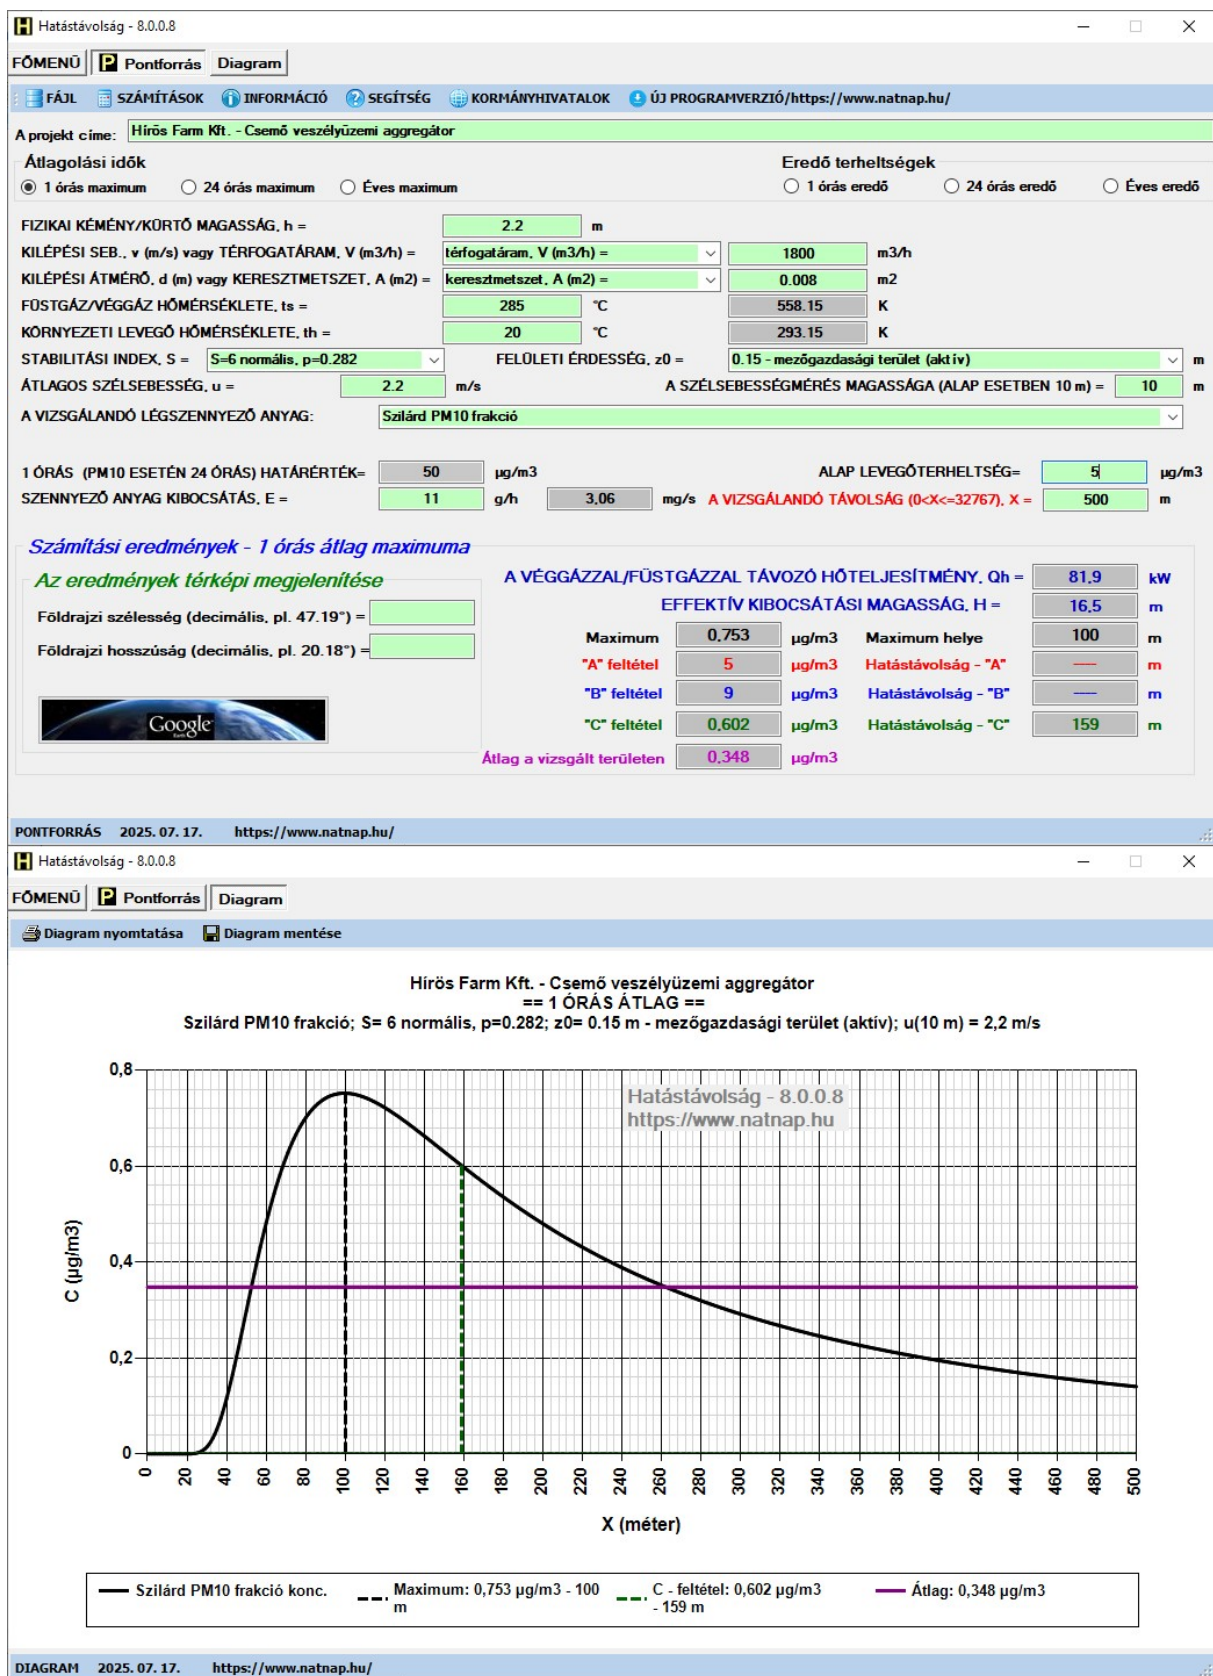 Hatástávolság - 8.0.0.8
FŐMENÜ P Pontforrás Diagram
FÁJL SZÁMÍTÁSOK INFORMÁCIÓ SEGÍTSÉG KORMÁNYHIVATALOK ÚJ PROGRAMVERZIÓ/https://www.natnap.hu/
A projekt címe: Hírös Farm Kft. - Csemő veszélyüzemi aggregátor
Átlagolási idők Eredő terheltségek
1 órás maximum 24 órás maximum Éves maximum 1 órás eredő 24 órás eredő Éves eredő
FIZIKAI KÉMÉNY/KÜRTŐ MAGASSÁG, h = 2.2 m
KILÉPÉSI SEB., v (m/s) vagy TÉRFOGATÁRAM, V (m3/h) = térfogatáram, V (m3/h) = 1800 m3/h
KILÉPÉSI ÁTMÉRŐ, d (m) vagy KERESZTMETSZET, A (m2) = keresztmetszet, A (m2) = 0.008 m2
FÜSTGÁZ/VÉGGÁZ HŐMÉRSÉKLETE, ts = 285 °C 558.15 K
KÖRNYEZETI LEVEGŐ HŐMÉRSÉKLETE, th = 20 °C 293.15 K
STABILITÁSI INDEX, S = S=6 normális, p=0.282 FELÜLETI ÉRDESSÉG, z0 = 0.15 - mezőgazdasági terület (aktív) m
ÁTLAGOS SZÉLSEBESSÉG, u = 2.2 m/s A SZÉLSEBESSÉGMÉRÉS MAGASSÁGA (ALAP ESETBEN 10 m) = 10 m
A VIZSGÁLANDÓ LÉGSZENNYEZŐ ANYAG: Szilárd PM10 frakció
1 ÓRÁS (PM10 ESETÉN 24 ÓRÁS) HATÁRÉRTÉK= 50 µg/m3 ALAP LEVEGŐTERHELTSÉG= 5 µg/m3
SZENNYEZŐ ANYAG KIBOCSÁTÁS, E = 11 g/h 3,06 mg/s A VIZSGÁLANDÓ TÁVOLSÁG (0<X<=32767), X = 500 m
Számítási eredmények - 1 órás átlag maximuma
Az eredmények térképi megjelenítése A VÉGGÁZZAL/FÜSTGÁZZAL TÁVOZÓ HŐTELJESÍTMÉNY, Qh = 81,9 kW
EFFEKTÍV KIBOCSÁTÁSI MAGASSÁG, H = 16,5 m
Földrajzi szélesség (decimális, pl. 47.19°) =
Maximum 0,753 µg/m3 Maximum helye 100 m
Földrajzi hosszúság (decimális, pl. 20.18°) =
"A" feltétel 5 µg/m3 Hatástávolság - "A" ---- m
"B" feltétel 9 µg/m3 Hatástávolság - "B" ---- m
Google Earth
"C" feltétel 0,602 µg/m3 Hatástávolság - "C" 159 m
Átlag a vizsgált területen 0,348 µg/m3
PONTFORRÁS 2025. 07. 17. https://www.natnap.hu/
Hatástávolság - 8.0.0.8
FŐMENÜ P Pontforrás Diagram
Diagram nyomtatása Diagram mentése
Hírös Farm Kft. - Csemő veszélyüzemi aggregátor
== 1 ÓRÁS ÁTLAG ==
Szilárd PM10 frakció; S= 6 normális, p=0.282; z0= 0.15 m - mezőgazdasági terület (aktív); u(10 m) = 2,2 m/s
Hatástávolság - 8.0.0.8
https://www.natnap.hu
C (µg/m3)
0,8
0,6
0,4
0,2
0
0 20 40 60 80 100 120 140 160 180 200 220 240 260 280 300 320 340 360 380 400 420 440 460 480 500
X (méter)
Szilárd PM10 frakció konc. Maximum: 0,753 µg/m3 - 100 m C - feltétel: 0,602 µg/m3 - 159 m Átlag: 0,348 µg/m3
DIAGRAM 2025. 07. 17. https://www.natnap.hu/